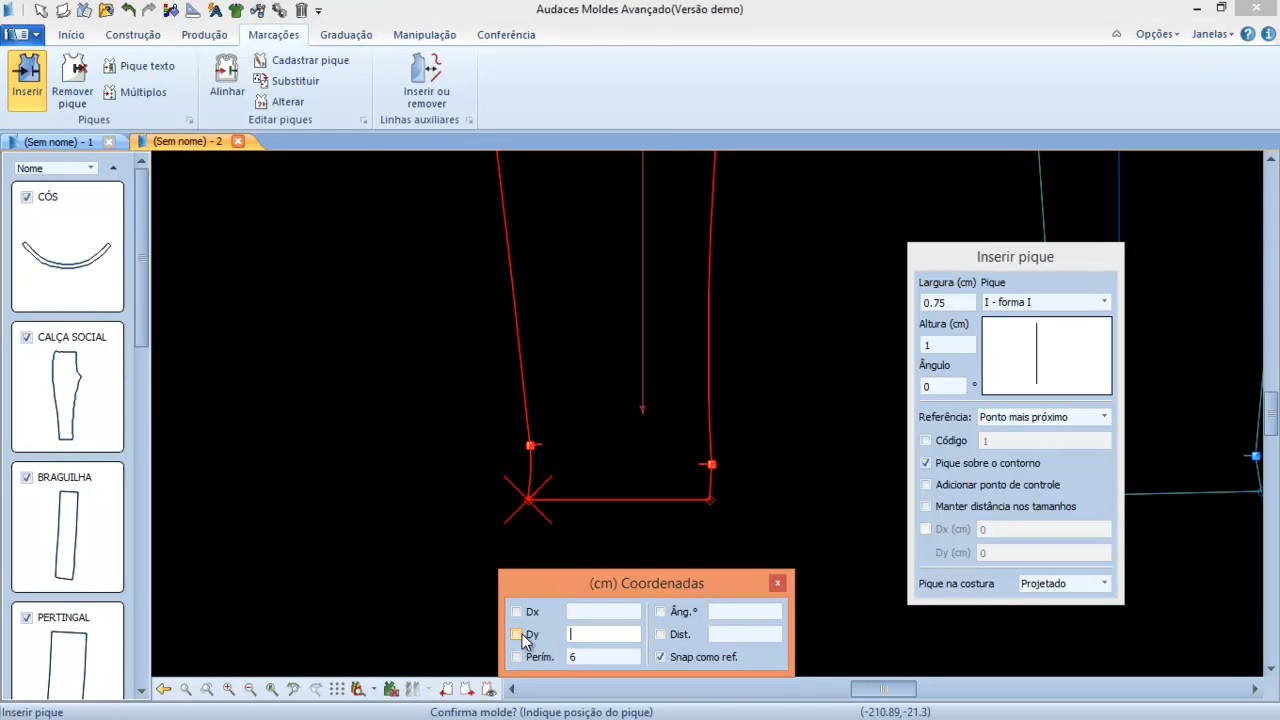 Audaces Moldes Avançado(Versão demo)
Início
Construção
Produção
Marcações
Graduação
Manipulação
Conferência
Opções
Janelas
Inserir
Remover pique
Pique texto
Múltiplos
Piques
Alinhar
Cadastrar pique
Substituir
Alterar
Editar piques
Inserir ou remover
Linhas auxiliares
(Sem nome) - 1
(Sem nome) - 2
Nome
CÓS
CALÇA SOCIAL
BRAGUILHA
PERTINGAL
Inserir pique
Largura (cm) Pique
0.75 I - forma I
Altura (cm)
1
Ângulo
0 °
Referência: Ponto mais próximo
Código 1
Pique sobre o contorno
Adicionar ponto de controle
Manter distância nos tamanhos
Dx (cm) 0
Dy (cm) 0
Pique na costura Projetado
(cm) Coordenadas x
Dx Âng.°
Dy Dist.
Perím. 6 Snap como ref.
Inserir pique
Confirma molde? (Indique posição do pique)
(-210.89,-21.3)